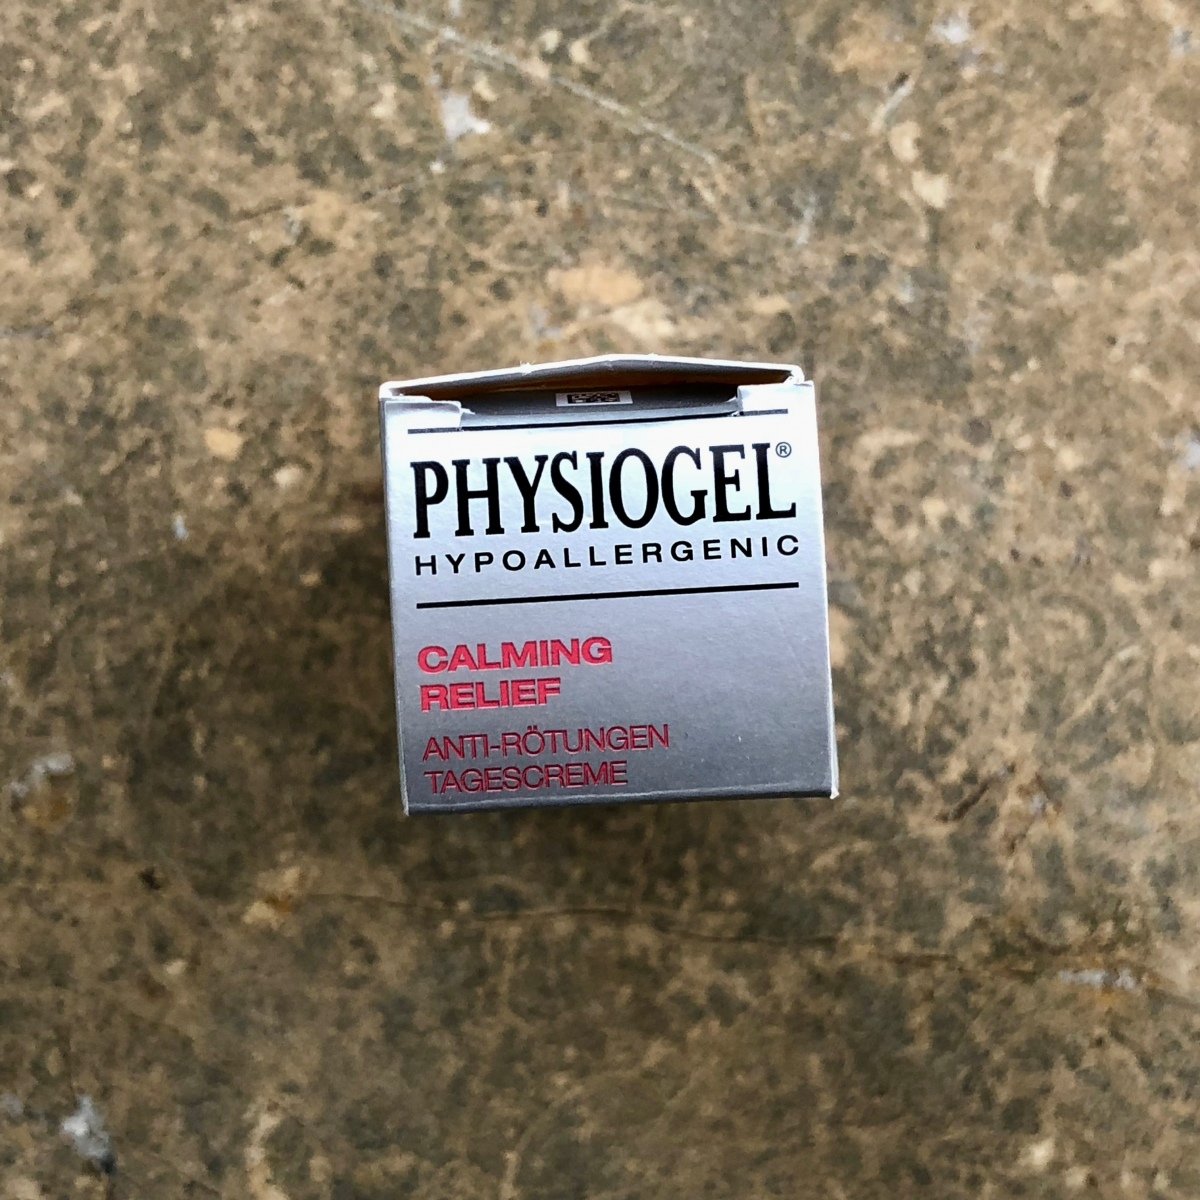 PHYSIOGEL®
HYPOALLERGENIC
CALMING
RELIEF
ANTI-RÖTUNGEN
TAGESCREME